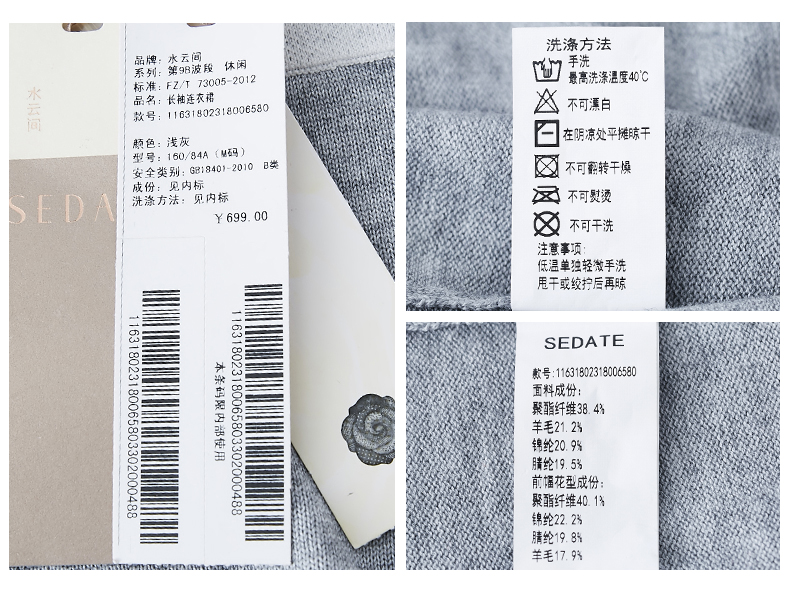 水云间
SEDA
品牌: 水云间
系列: 第9B波段 休闲
标准: FZ/T 73005-2012
品名: 长袖连衣裙
款号: 11631802318006580
颜色: 浅灰
型号: 160/84A (M码)
安全类别: GB18401-2010 B类
成份: 见内标
洗涤方法: 见内标
￥699.00
11631802318006580330200048​8
本条码限内部使用
116318023180065803302000488
洗涤方法
手洗
最高洗涤温度40℃
不可漂白
在阴凉处平摊晾干
不可翻转干燥
不可熨烫
不可干洗
注意事项:
低温单独轻微手洗
甩干或绞拧后再晾
SEDATE
款号:11631802318006580
面料成份:
聚酯纤维38.4%
羊毛21.2%
锦纶20.9%
腈纶19.5%
前幅花型成份:
聚酯纤维40.1%
锦纶22.2%
腈纶19.8%
羊毛17.9%